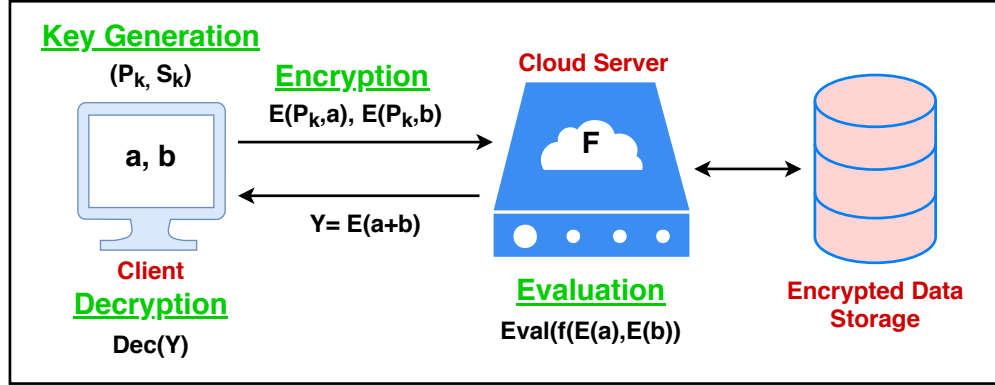 Key Generation
(Pk, Sk)
a, b
Client
Decryption
Dec(Y)
Encryption
E(Pk,a), E(Pk,b)
Y= E(a+b)
Cloud Server
F
Evaluation
Eval(f(E(a),E(b))
Encrypted Data
Storage